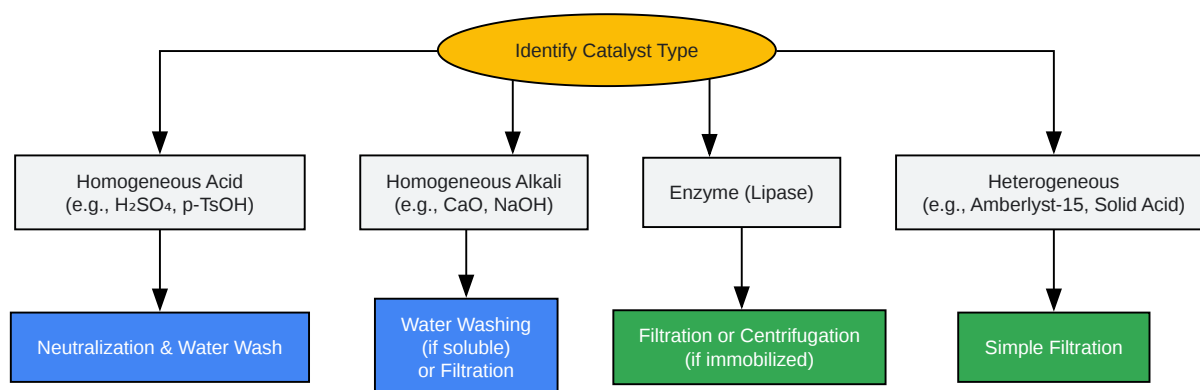 Identify Catalyst Type
Homogeneous Acid
(e.g., H₂SO₄, p-TsOH)
Homogeneous Alkali
(e.g., CaO, NaOH)
Enzyme (Lipase)
Heterogeneous
(e.g., Amberlyst-15, Solid Acid)
Neutralization & Water Wash
Water Washing
(if soluble)
or Filtration
Filtration or Centrifugation
(if immobilized)
Simple Filtration